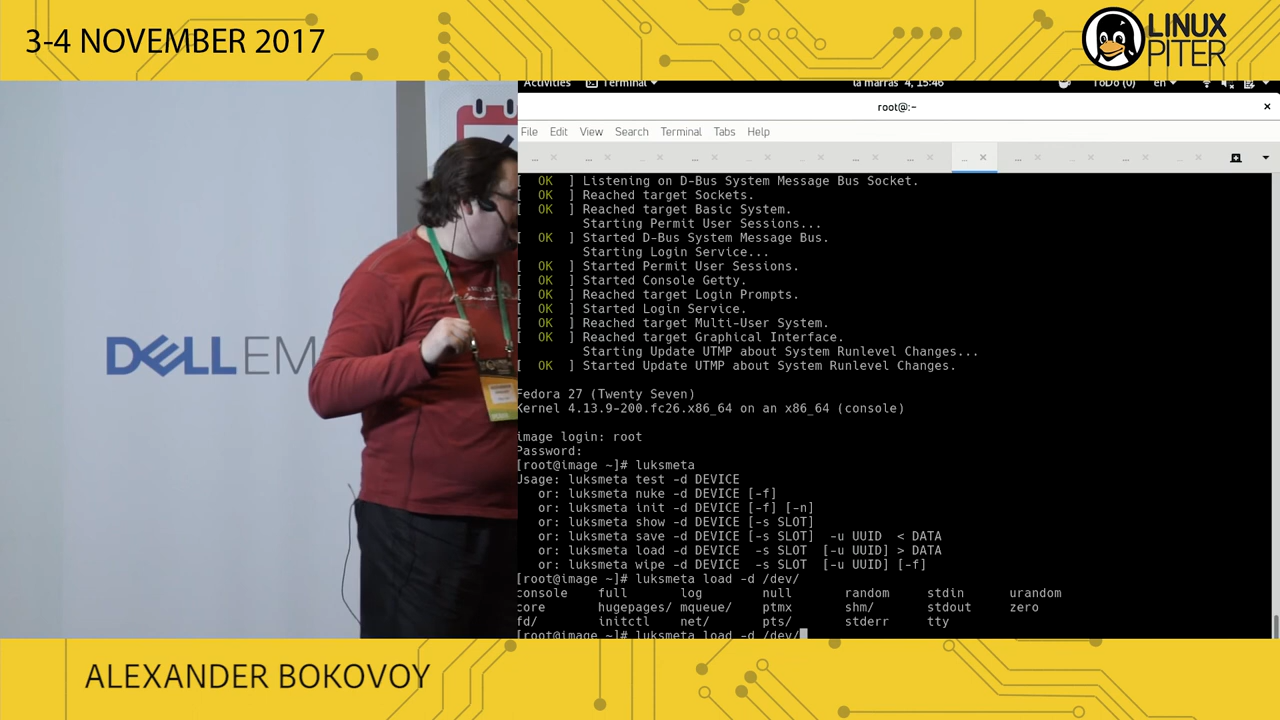 3-4 NOVEMBER 2017
LINUX
PITER
DELL EM
Activities Terminal la marras 4, 15:46 ToDo (0) en
root@:~
File Edit View Search Terminal Tabs Help
[ OK ] Listening on D-Bus System Message Bus Socket.
[ OK ] Reached target Sockets.
[ OK ] Reached target Basic System.
Starting Permit User Sessions...
[ OK ] Started D-Bus System Message Bus.
Starting Login Service...
[ OK ] Started Permit User Sessions.
[ OK ] Started Console Getty.
[ OK ] Reached target Login Prompts.
[ OK ] Started Login Service.
[ OK ] Reached target Multi-User System.
[ OK ] Reached target Graphical Interface.
Starting Update UTMP about System Runlevel Changes...
[ OK ] Started Update UTMP about System Runlevel Changes.
Fedora 27 (Twenty Seven)
Kernel 4.13.9-200.fc26.x86_64 on an x86_64 (console)
image login: root
Password:
[root@image ~]# luksmeta
Usage: luksmeta test -d DEVICE
or: luksmeta nuke -d DEVICE [-f]
or: luksmeta init -d DEVICE [-f] [-n]
or: luksmeta show -d DEVICE [-s SLOT]
or: luksmeta save -d DEVICE [-s SLOT] -u UUID < DATA
or: luksmeta load -d DEVICE -s SLOT [-u UUID] > DATA
or: luksmeta wipe -d DEVICE -s SLOT [-u UUID] [-f]
[root@image ~]# luksmeta load -d /dev/
console full log null random stdin urandom
core hugepages/ mqueue/ ptmx shm/ stdout zero
fd/ initctl net/ pts/ stderr tty
[root@image ~]# luksmeta load -d /dev/
ALEXANDER BOKOVOY